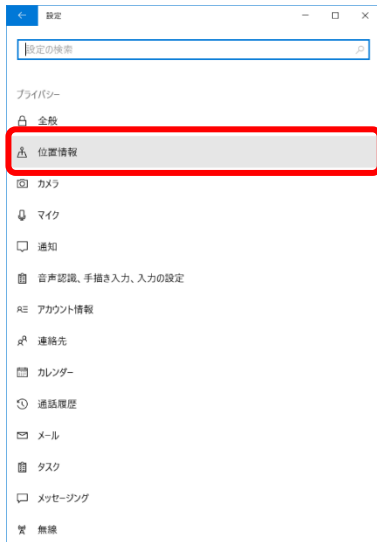 設定
設定の検索
プライバシー
全般
位置情報
カメラ
マイク
通知
音声認識、手描き入力、入力の設定
アカウント情報
連絡先
カレンダー
通話履歴
メール
タスク
メッセージング
無線